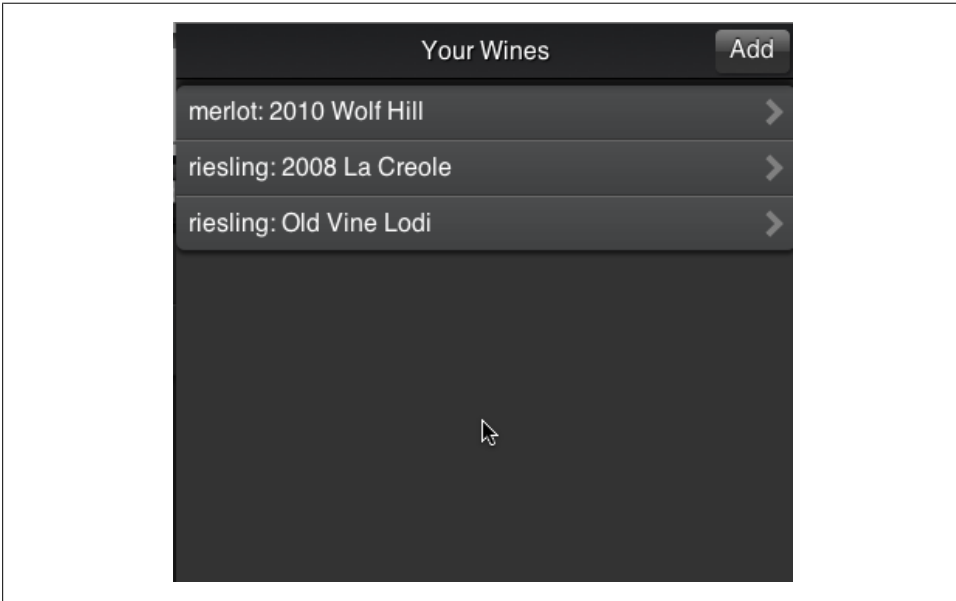 Your Wines
Add
merlot: 2010 Wolf Hill
riesling: 2008 La Creole
riesling: Old Vine Lodi